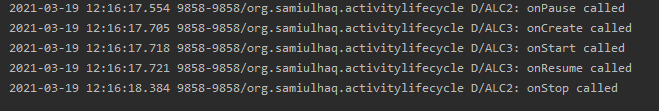 2021-03-19 12:16:17.554 9858-9858/org.samiulhaq.activitylifecycle D/ALC2: onPause called
2021-03-19 12:16:17.705 9858-9858/org.samiulhaq.activitylifecycle D/ALC3: onCreate called
2021-03-19 12:16:17.718 9858-9858/org.samiulhaq.activitylifecycle D/ALC3: onStart called
2021-03-19 12:16:17.721 9858-9858/org.samiulhaq.activitylifecycle D/ALC3: onResume called
2021-03-19 12:16:18.384 9858-9858/org.samiulhaq.activitylifecycle D/ALC2: onStop called